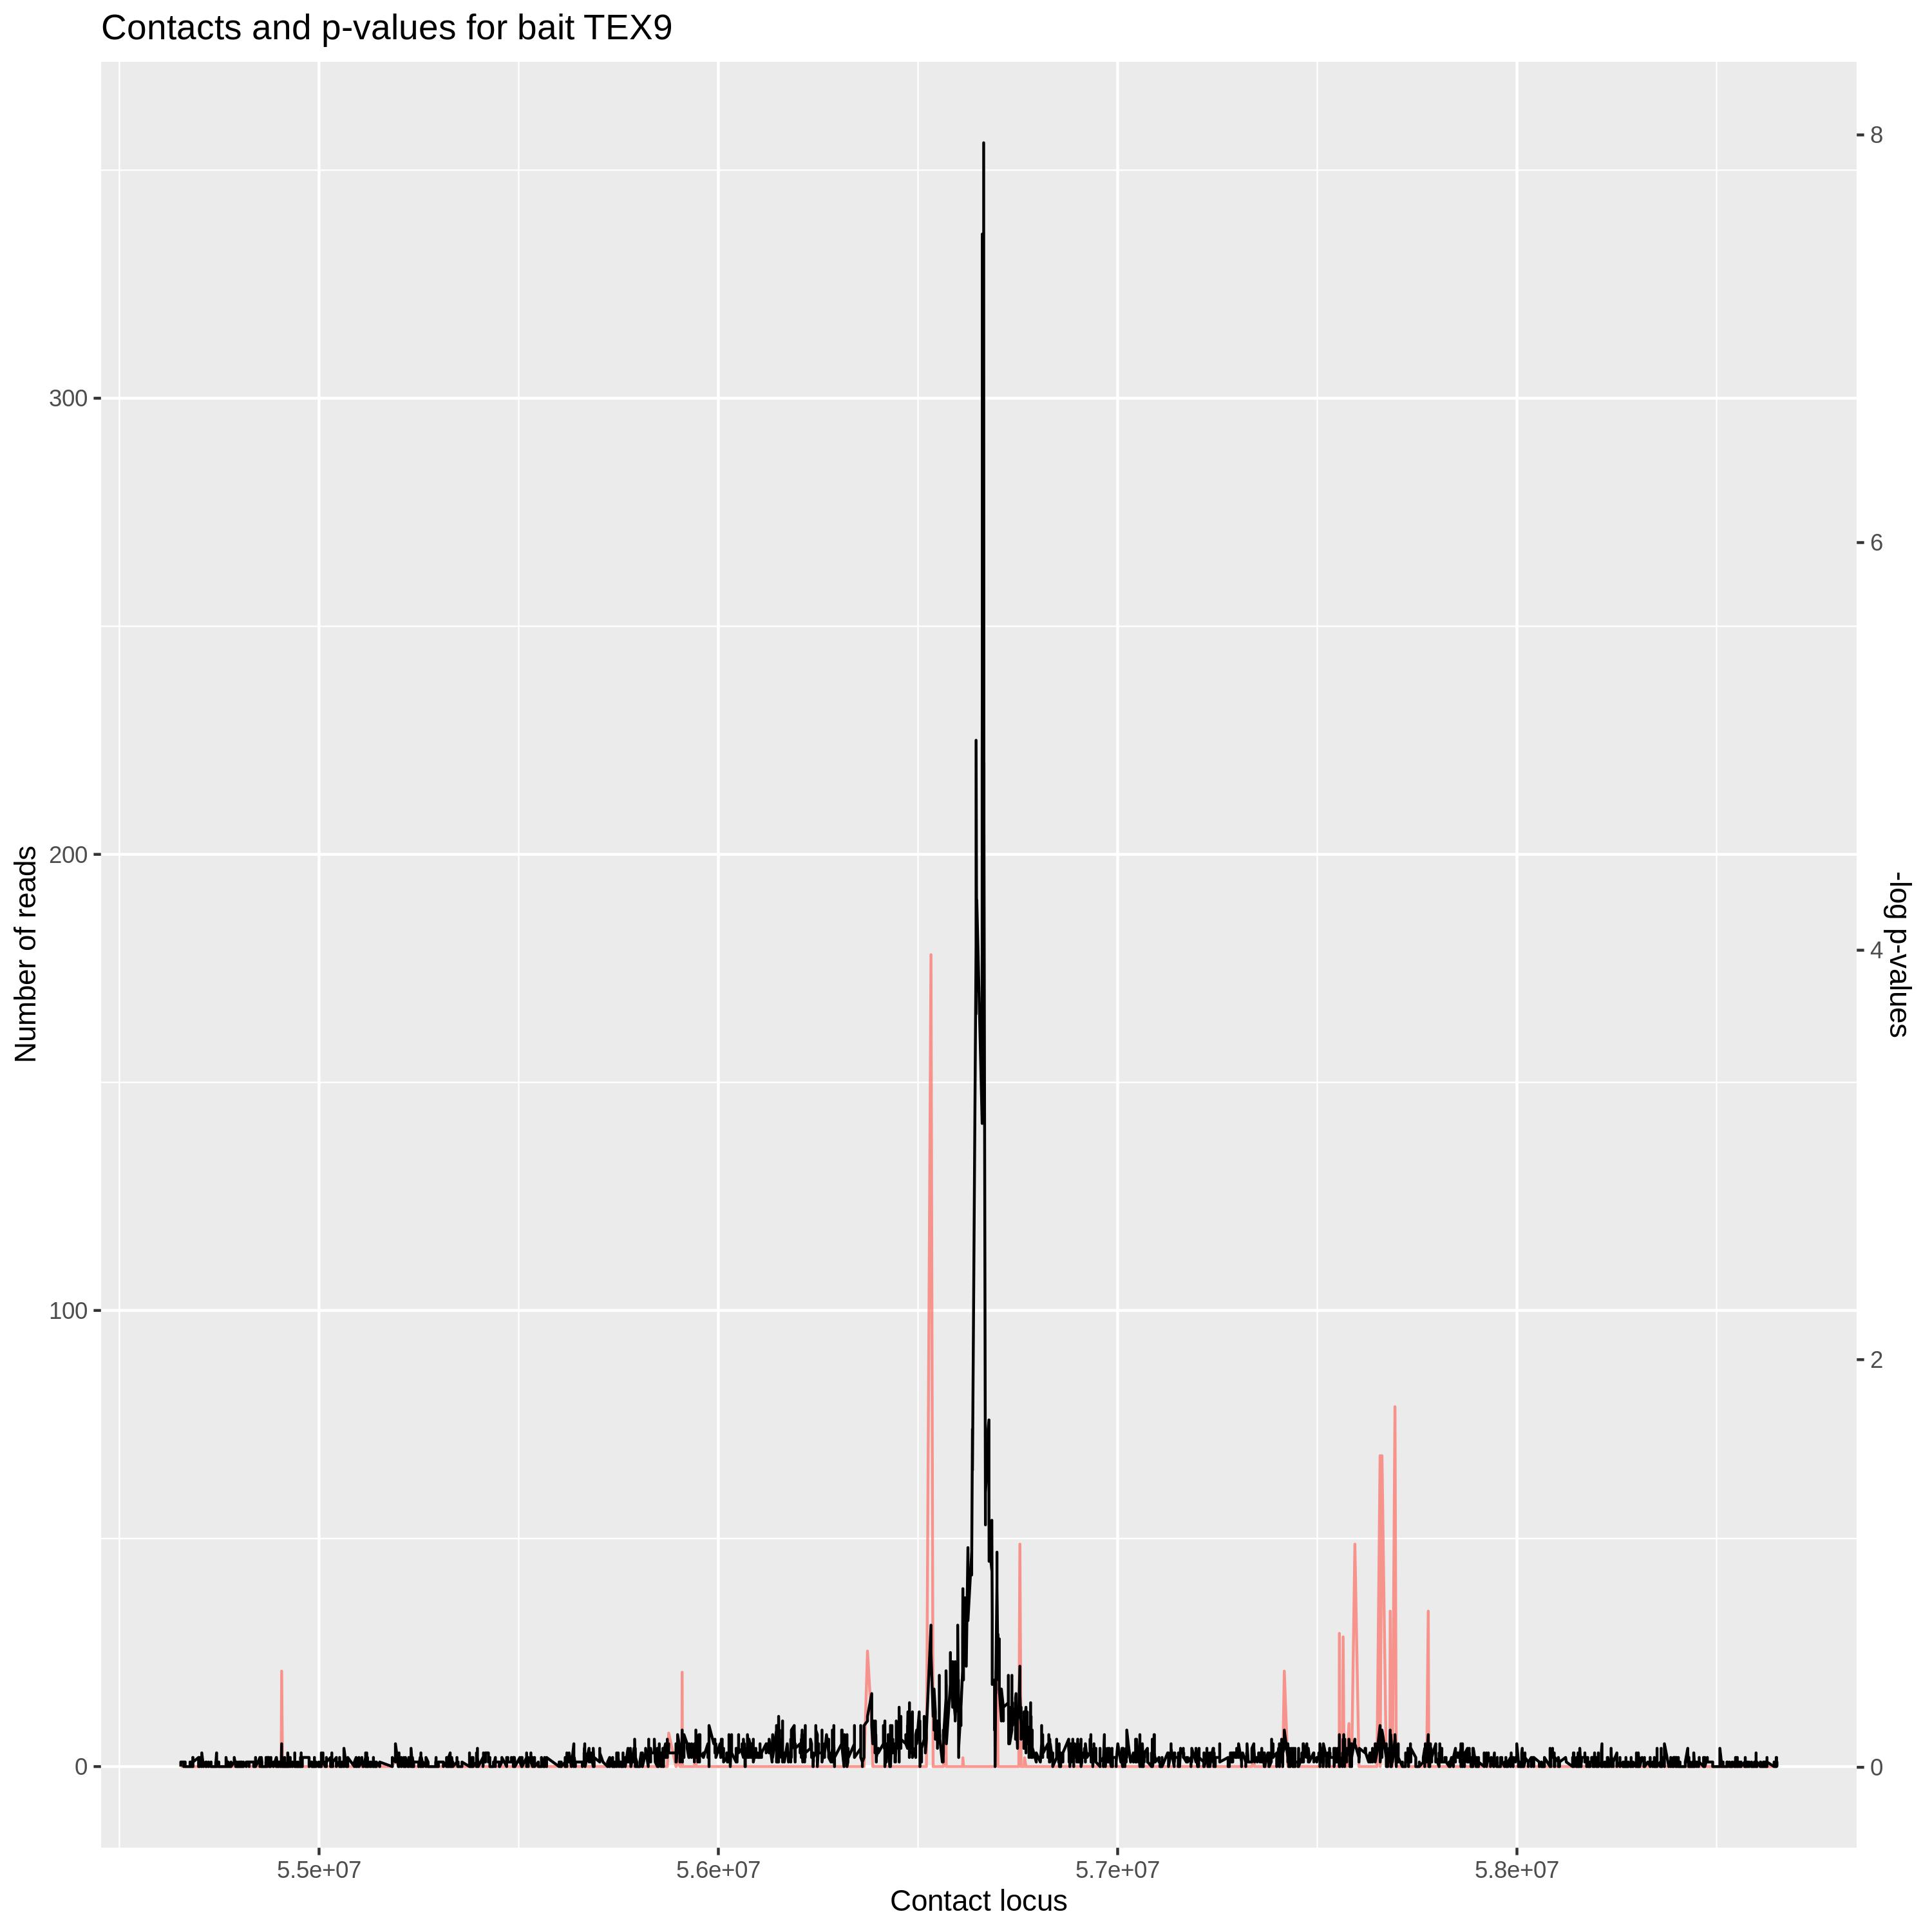 Contacts and p-values for bait TEX9
Number of reads
300
200
100
0
8
6
4
2
0
-log p-values
5.5e+07
5.6e+07
5.7e+07
5.8e+07
Contact locus